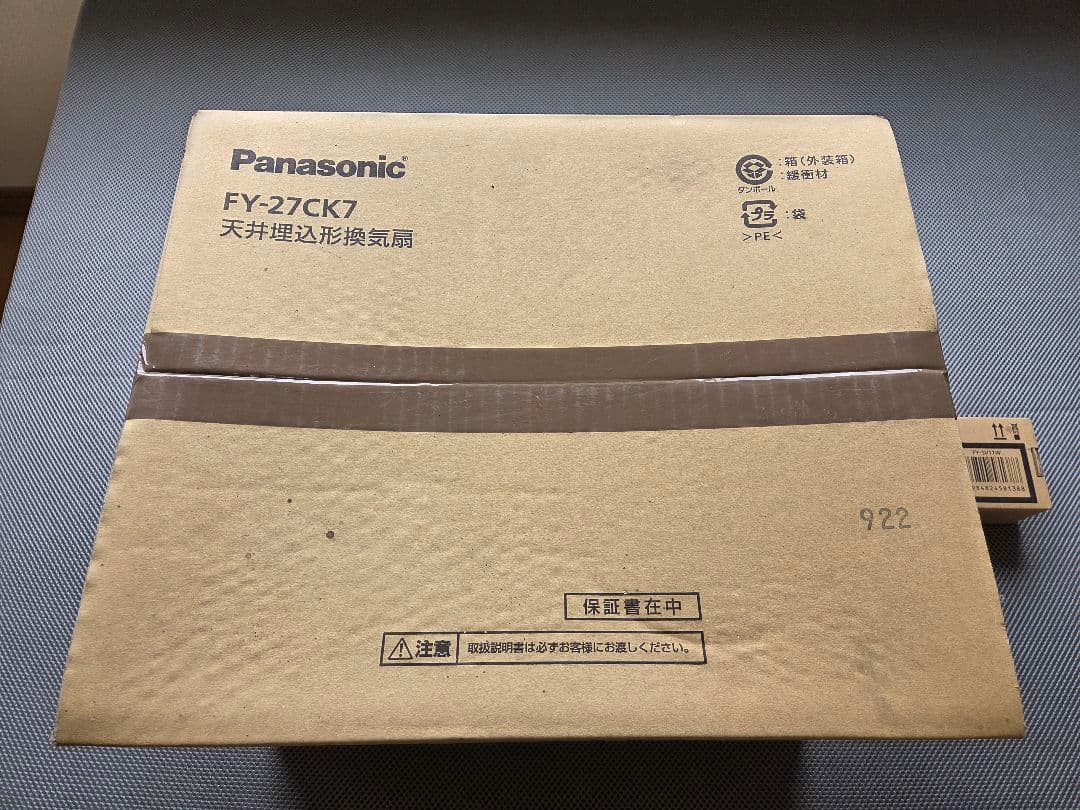 Panasonic
FY-27CK7
天井埋込形換気扇
:箱(外装箱)
:緩衝材
ダンボール
プラ :袋
>PE<
FY-SV11W
922
保証書在中
注意 取扱説明書は必ずお客様にお渡しください。